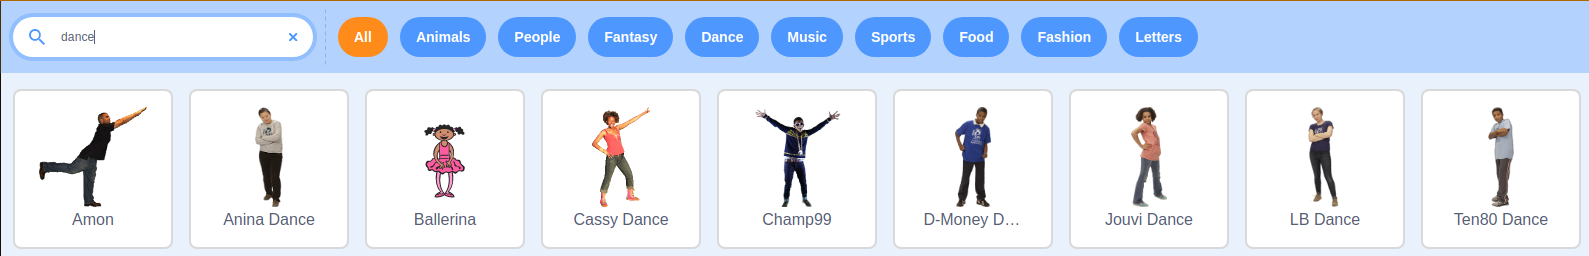 dance
All
Animals
People
Fantasy
Dance
Music
Sports
Food
Fashion
Letters
Amon
Anina Dance
Ballerina
Cassy Dance
Champ99
D-Money D…
Jouvi Dance
LB Dance
Ten80 Dance